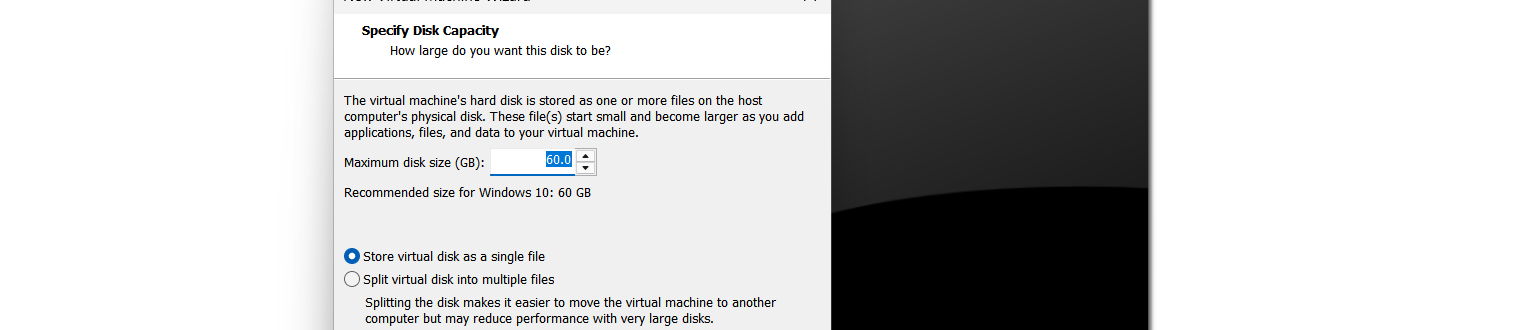 Specify Disk Capacity
How large do you want this disk to be?
The virtual machine's hard disk is stored as one or more files on the host
computer's physical disk. These file(s) start small and become larger as you add
applications, files, and data to your virtual machine.
Maximum disk size (GB): 60.0
Recommended size for Windows 10: 60 GB
Store virtual disk as a single file
Split virtual disk into multiple files
Splitting the disk makes it easier to move the virtual machine to another
computer but may reduce performance with very large disks.